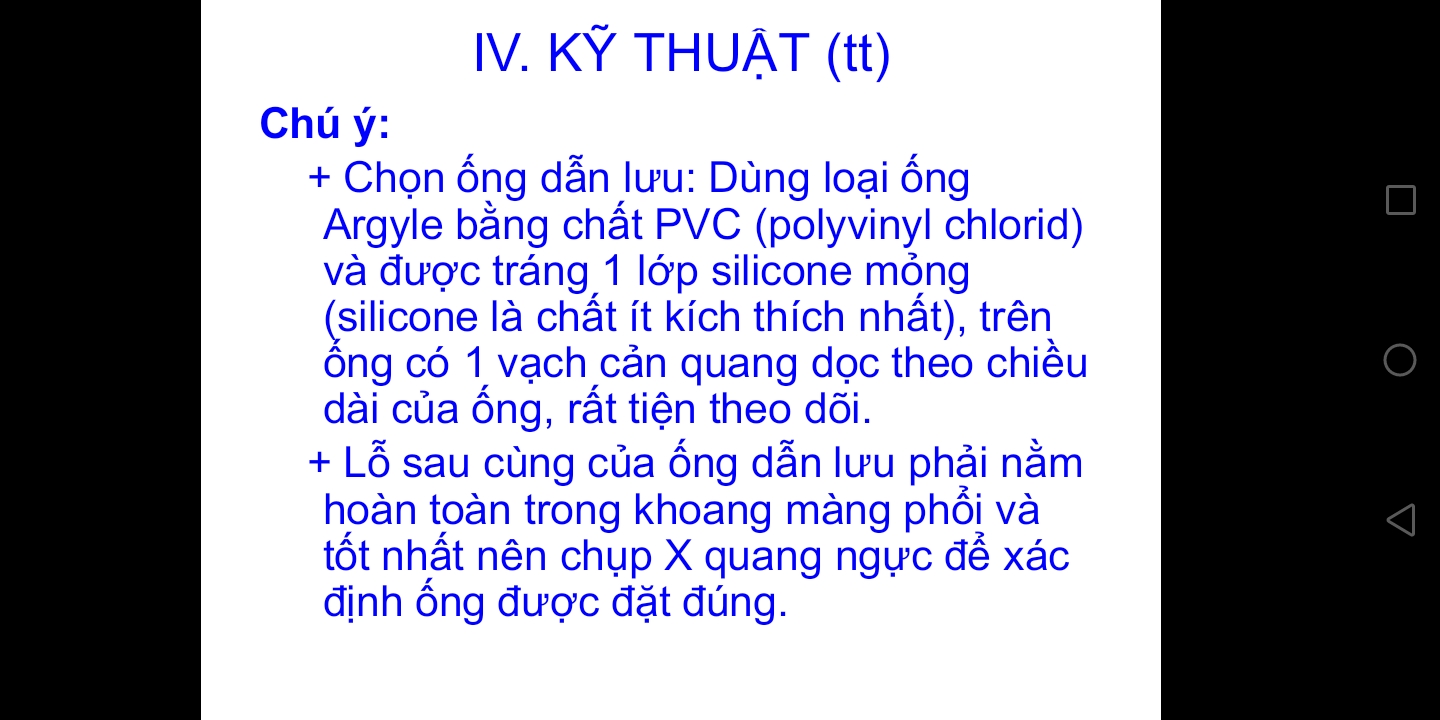 IV. KỸ THUẬT (tt)
Chú ý:
+ Chọn ống dẫn lưu: Dùng loại ống
Argyle bằng chất PVC (polyvinyl chlorid)
và được tráng 1 lớp silicone mỏng
(silicone là chất ít kích thích nhất), trên
ống có 1 vạch cản quang dọc theo chiều
dài của ống, rất tiện theo dõi.
+ Lỗ sau cùng của ống dẫn lưu phải nằm
hoàn toàn trong khoang màng phổi và
tốt nhất nên chụp X quang ngực để xác
định ống được đặt đúng.